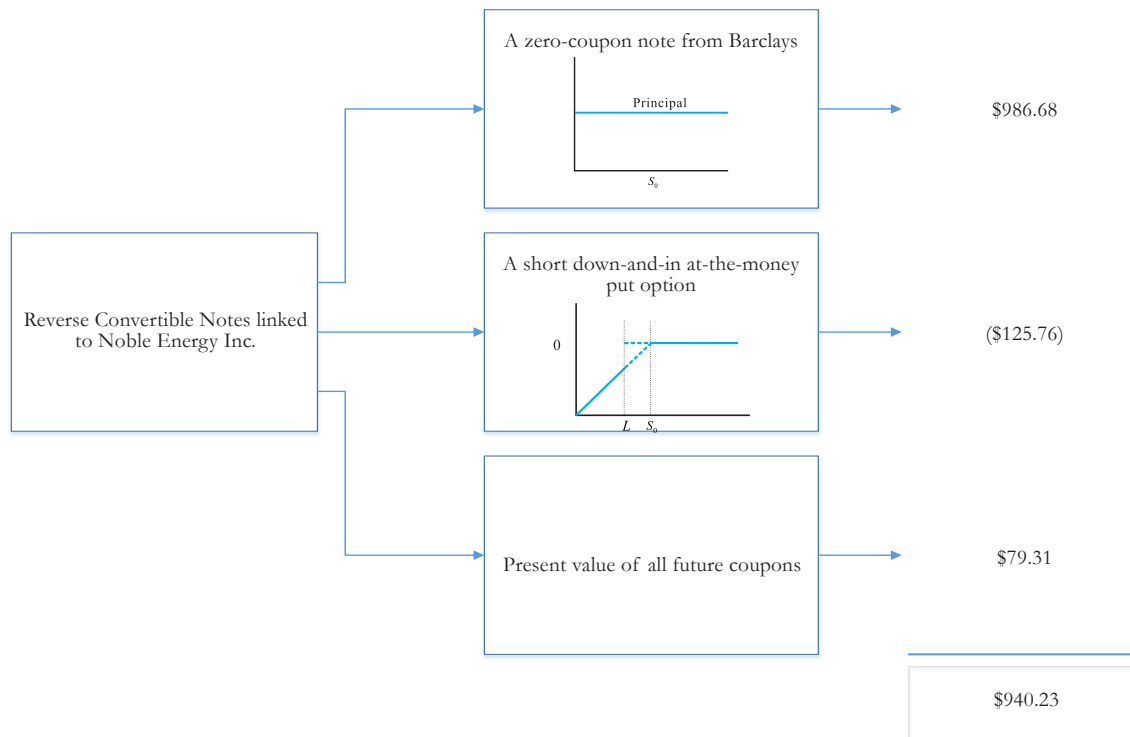 A zero-coupon note from Barclays
Principal
S₀
$986.68
Reverse Convertible Notes linked
to Noble Energy Inc.
A short down-and-in at-the-money
put option
0
L S₀
($125.76)
Present value of all future coupons
$79.31
$940.23